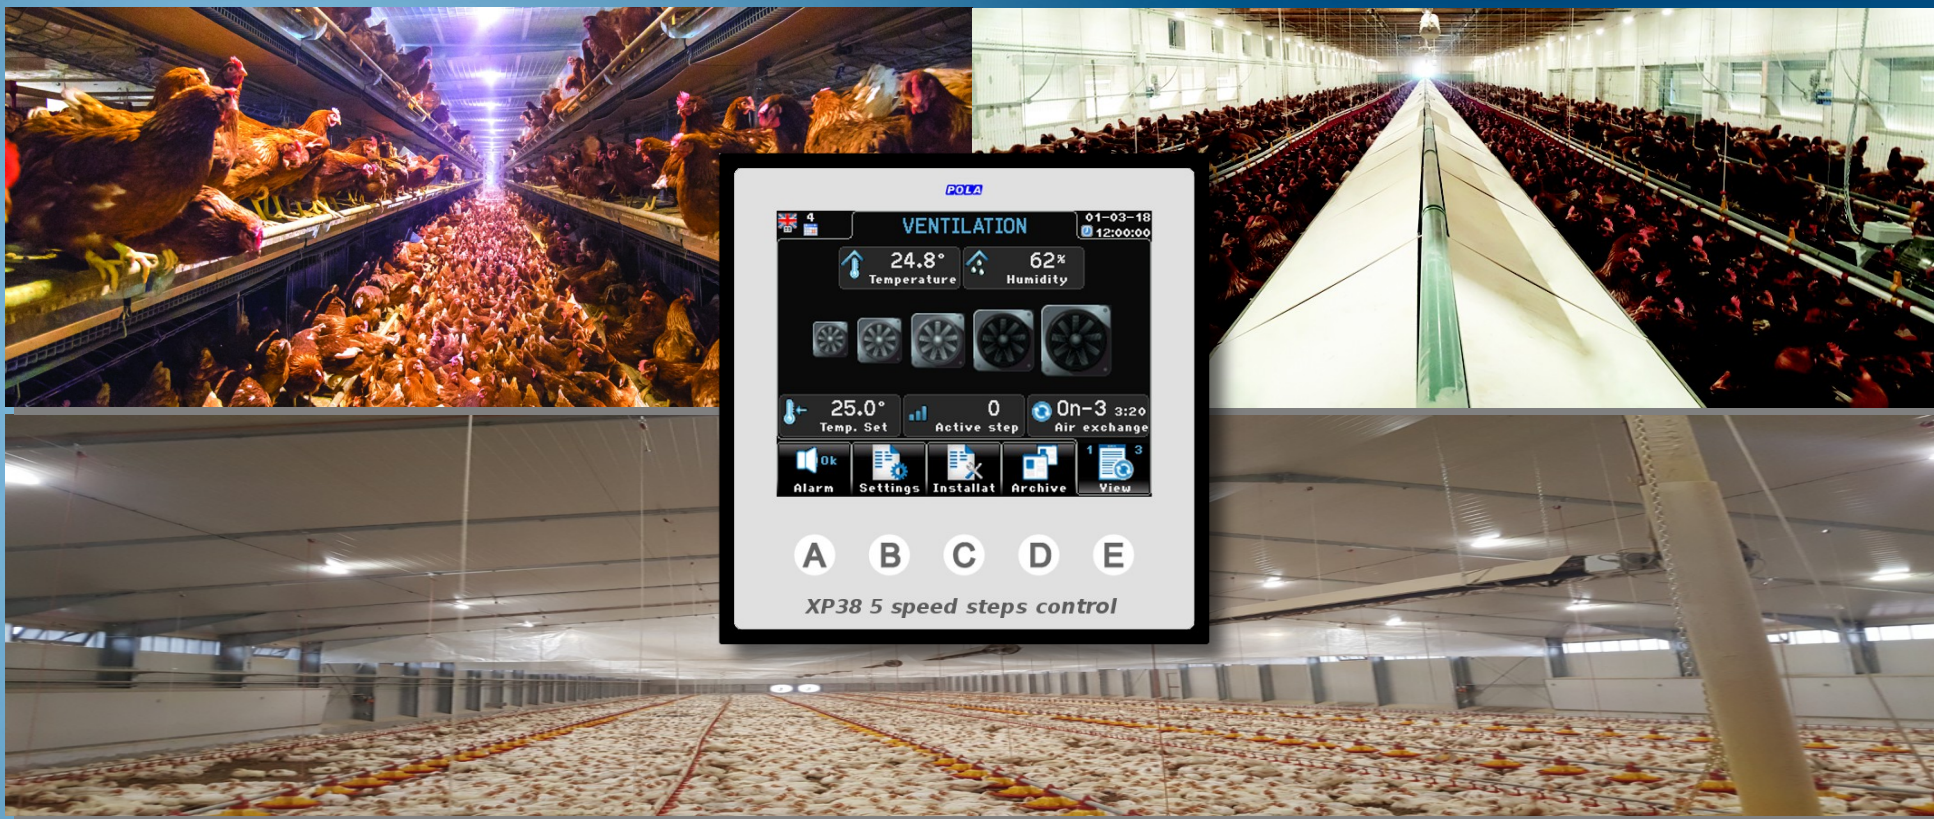 POLA
4
VENTILATION
01-03-18
12:00:00
24.8°
Temperature
62%
Humidity
25.0°
Temp. Set
0
Active step
On-3 3:20
Air exchange
Ok
Alarm
Settings
Installat
Archive
1 3
View
A B C D E
XP38 5 speed steps control